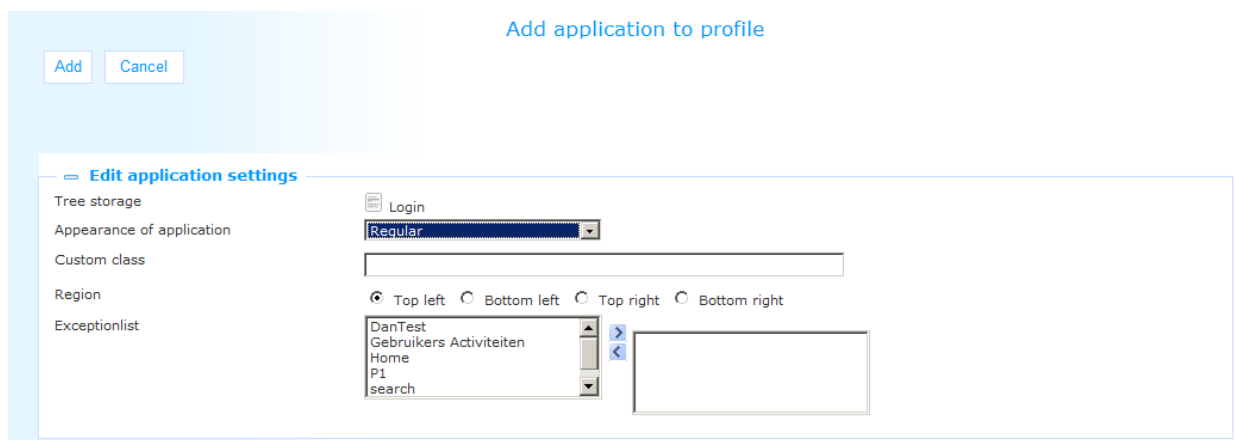 Add application to profile
Add Cancel
Edit application settings
Tree storage Login
Appearance of application Regular
Custom class
Region Top left Bottom left Top right Bottom right
Exceptionlist DanTest
Gebruikers Activiteiten
Home
P1
search